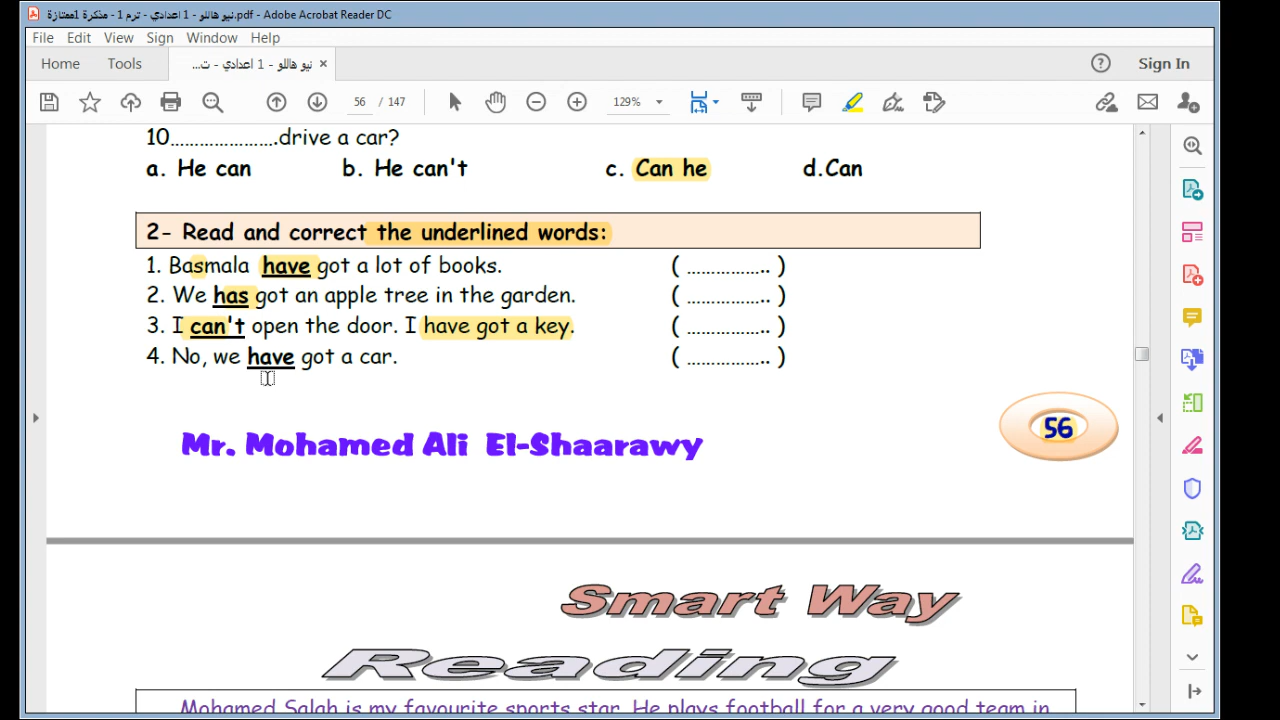 نيو هاللو - 1 اعدادي - ترم 1 - مذكرة 1ممتازة.pdf - Adobe Acrobat Reader DC
File Edit View Sign Window Help
Home Tools نيو هاللو - 1 اعدادي - ت... × Sign In
56 / 147 129%
10......................drive a car?
a. He can b. He can't c. Can he d.Can
2- Read and correct the underlined words:
1. Basmala have got a lot of books. ( ................. )
2. We has got an apple tree in the garden. ( ................. )
3. I can't open the door. I have got a key. ( ................. )
4. No, we have got a car. ( ................. )
Mr. Mohamed Ali El-Shaarawy
56
Smart Way
Reading
Mohamed Salah is my favourite sports star. He plays football for a very good team in